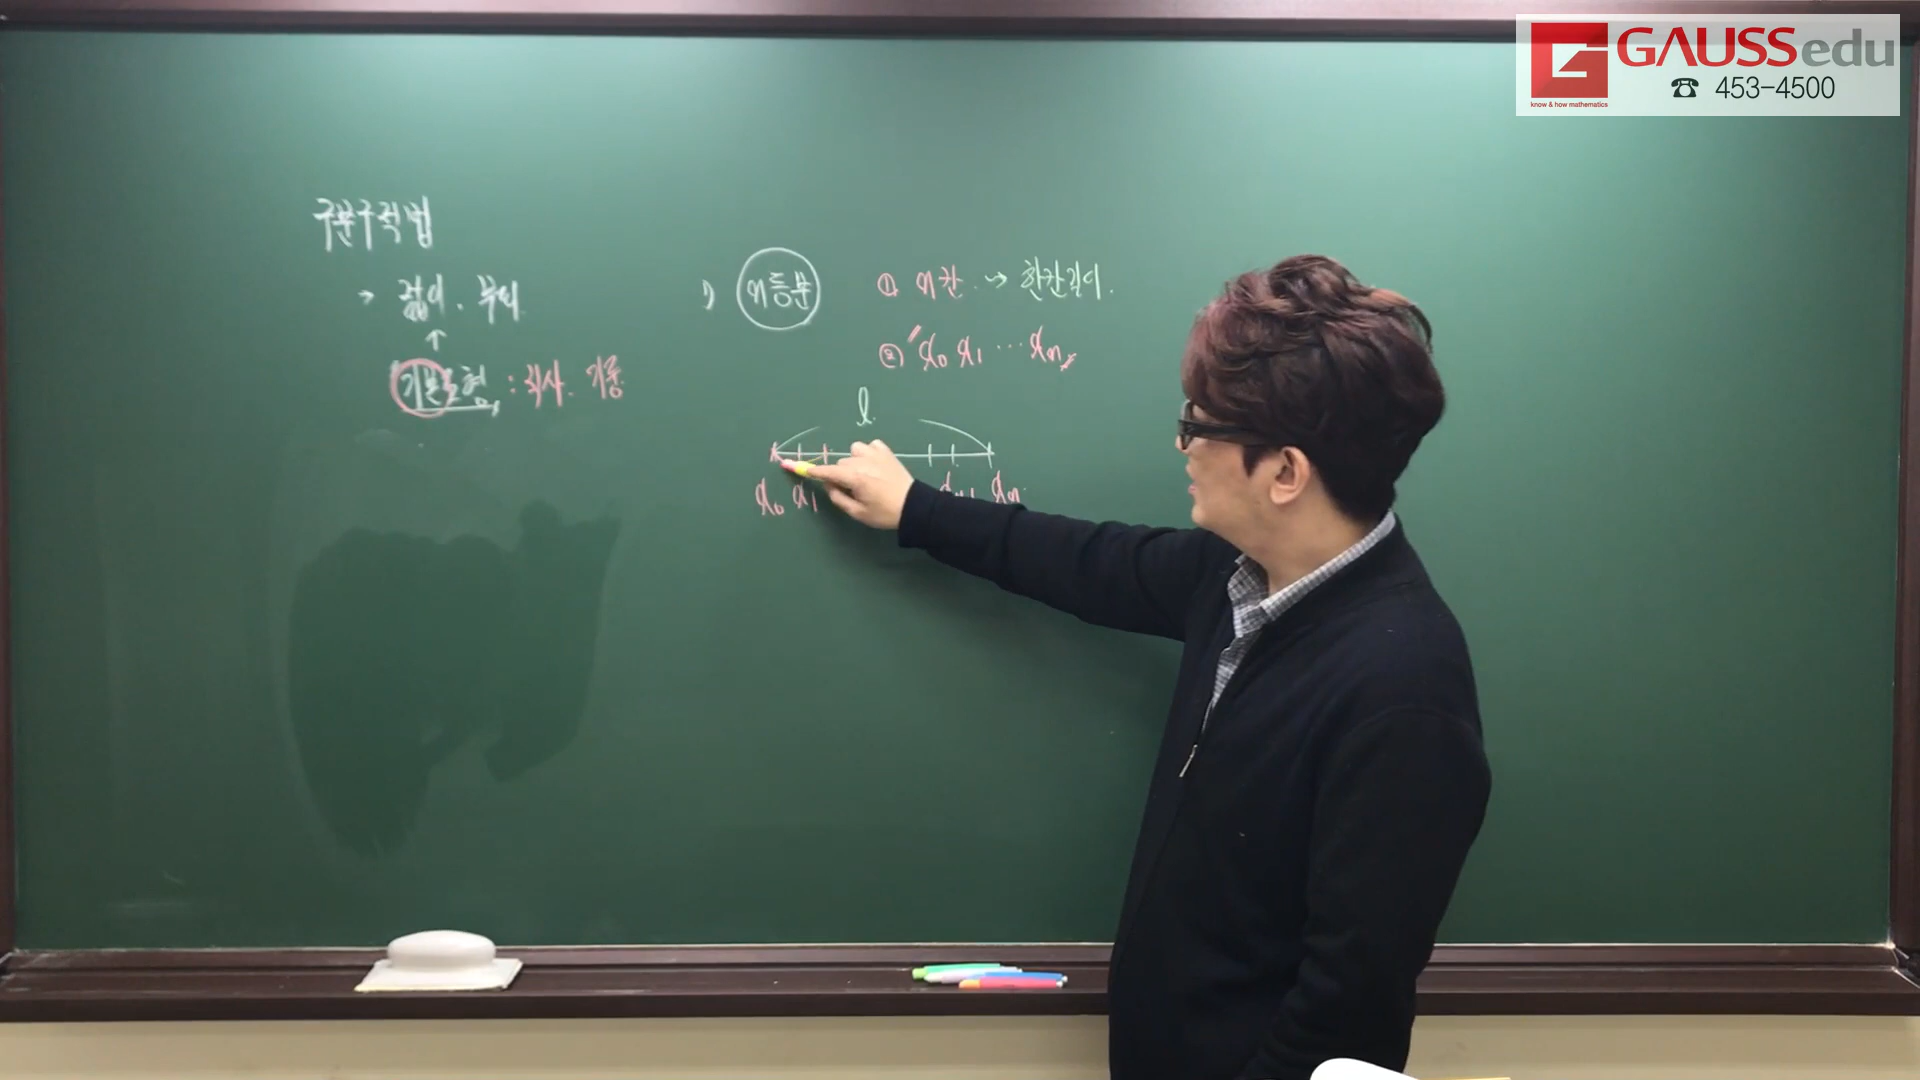 GAUSSedu
know & how mathematics
☎ 453-4500
구분구적법
→ 넓이. 부피
↑
기본도형, : 직사. 기둥
1) n등분
① n칸. → 한칸길이.
② x₀ x₁ ⋯ xₙ
l
x₀ x₁ xₙ